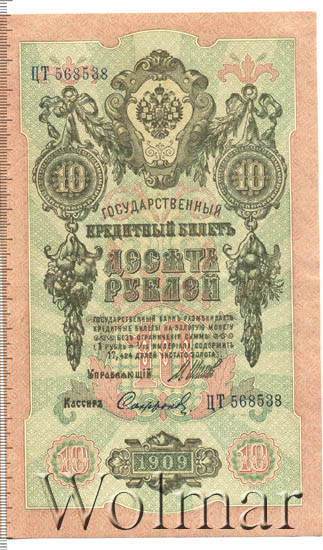 ЦТ 568538
10 10
ГОСУДАРСТВЕННЫЙ
КРЕДИТНЫЙ БИЛЕТЪ
ДЕСЯТЬ
РУБЛЕЙ
ГОСУДАРСТВЕННЫЙ БАНКЪ РАЗМѢНИВАЕТЪ
КРЕДИТНЫЕ БИЛЕТЫ НА ЗОЛОТУЮ МОНЕТУ
БЕЗЪ ОГРАНИЧЕНІЯ СУММЫ
(1 РУБЛЬ = 1/15 ИМПЕРІАЛА, СОДЕРЖИТЪ
17,424 ДОЛЕЙ ЧИСТАГО ЗОЛОТА).
10
Управляющій
Кассиръ
ЦТ 568538
10 1909 10
Wolmar